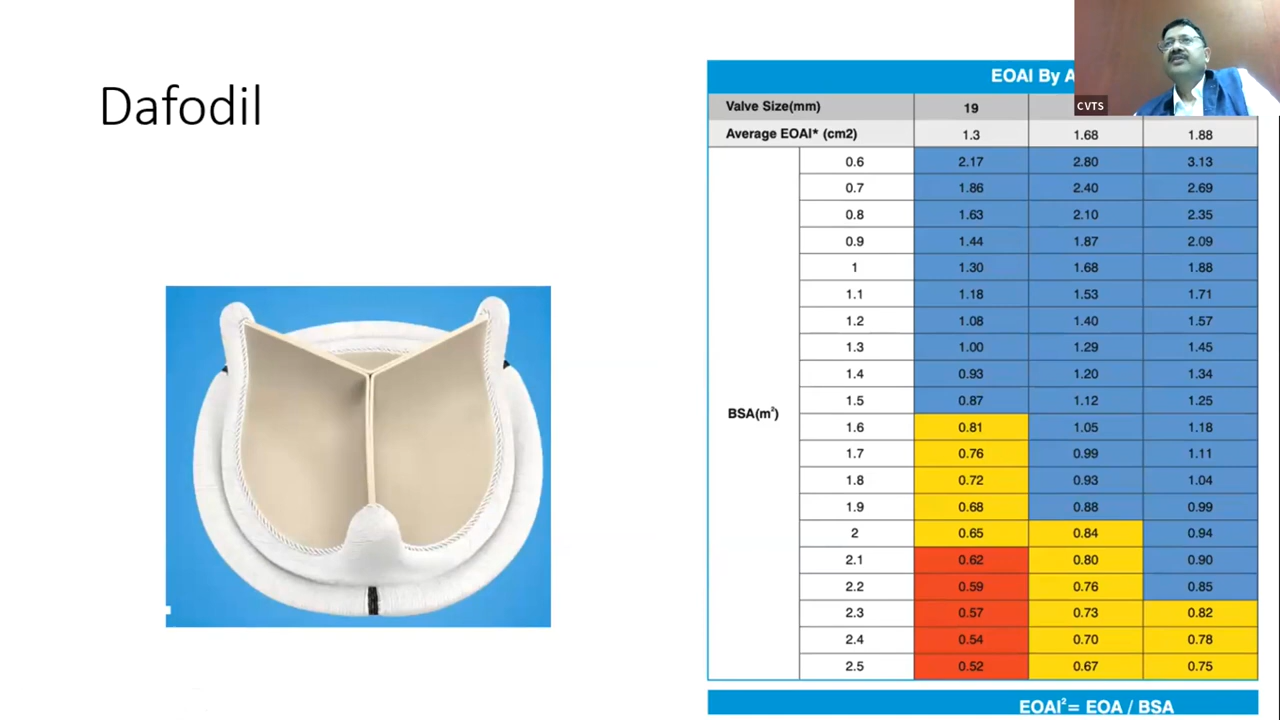 Dafodil
EOAI By A
CVTS
Valve Size(mm) 19
Average EOAI* (cm2) 1.3 1.68 1.88
0.6 2.17 2.80 3.13
0.7 1.86 2.40 2.69
0.8 1.63 2.10 2.35
0.9 1.44 1.87 2.09
1 1.30 1.68 1.88
1.1 1.18 1.53 1.71
1.2 1.08 1.40 1.57
1.3 1.00 1.29 1.45
1.4 0.93 1.20 1.34
1.5 0.87 1.12 1.25
BSA(m²)
1.6 0.81 1.05 1.18
1.7 0.76 0.99 1.11
1.8 0.72 0.93 1.04
1.9 0.68 0.88 0.99
2 0.65 0.84 0.94
2.1 0.62 0.80 0.90
2.2 0.59 0.76 0.85
2.3 0.57 0.73 0.82
2.4 0.54 0.70 0.78
2.5 0.52 0.67 0.75
EOAI²= EOA / BSA